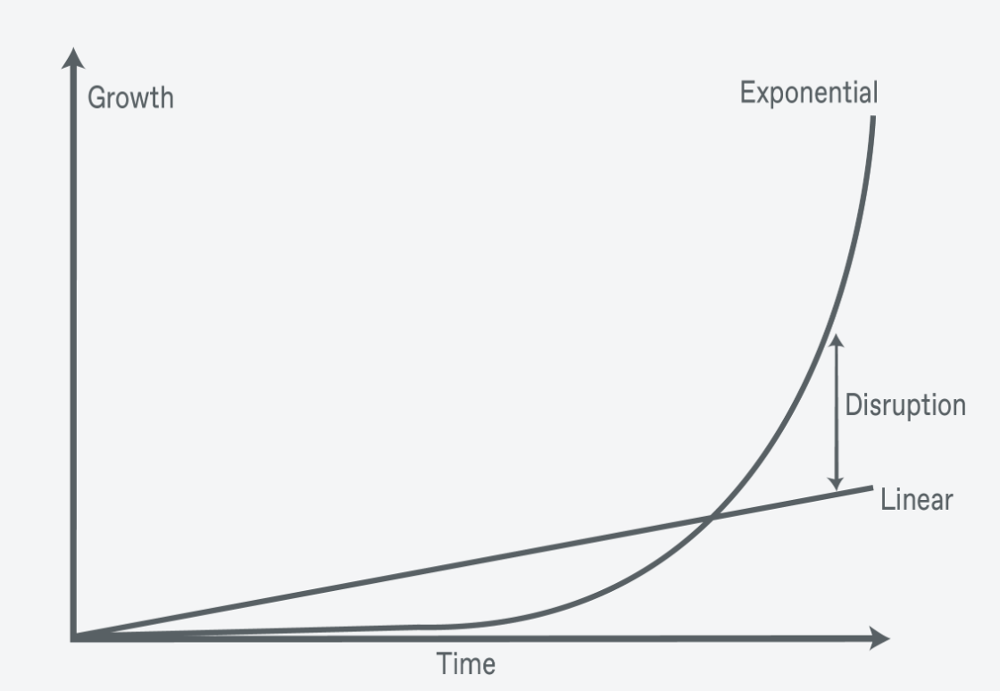 Exponential
Growth
Disruption
Linear
Time